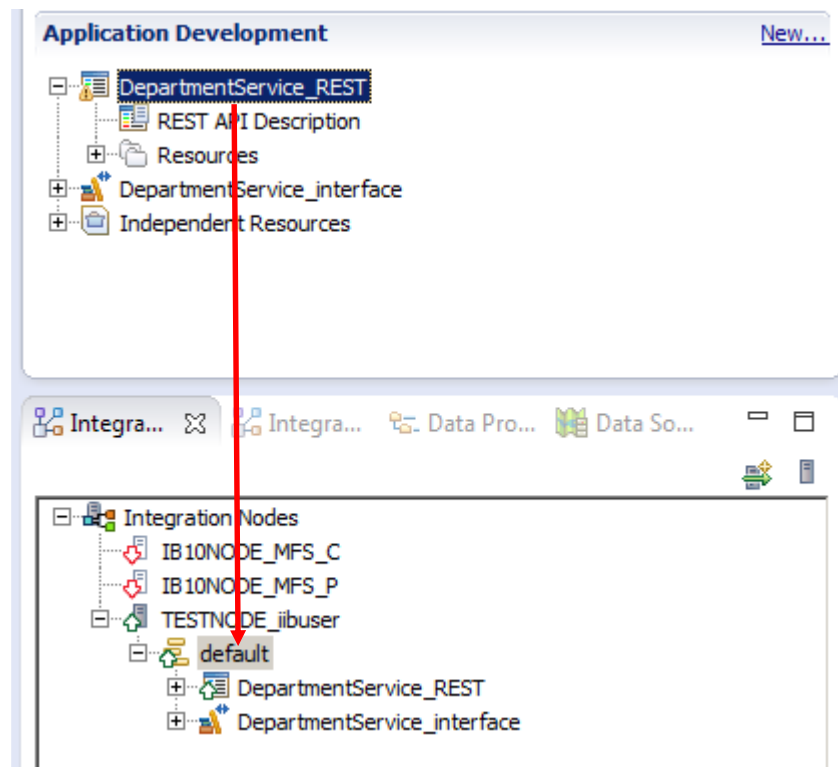 Application Development New...
DepartmentService_REST
REST API Description
Resources
DepartmentService_interface
Independent Resources
Integra... Integra... Data Pro... Data So...
Integration Nodes
IB10NODE_MFS_C
IB10NODE_MFS_P
TESTNODE_iibuser
default
DepartmentService_REST
DepartmentService_interface